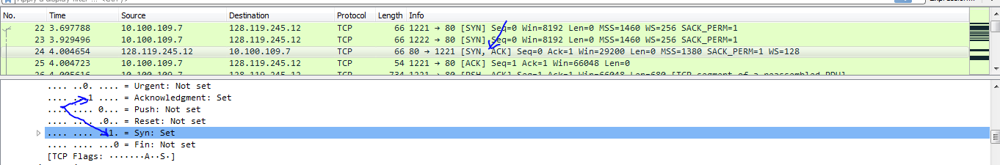 No. Time Source Destination Protocol Length Info
22 3.697788 10.100.109.7 128.119.245.12 TCP 66 1221 → 80 [SYN] Seq=0 Win=8192 Len=0 MSS=1460 WS=256 SACK_PERM=1
23 3.929496 10.100.109.7 128.119.245.12 TCP 66 1222 → 80 [SYN] Seq=0 Win=8192 Len=0 MSS=1460 WS=256 SACK_PERM=1
24 4.004654 128.119.245.12 10.100.109.7 TCP 66 80 → 1221 [SYN, ACK] Seq=0 Ack=1 Win=29200 Len=0 MSS=1380 SACK_PERM=1 WS=128
25 4.004723 10.100.109.7 128.119.245.12 TCP 54 1221 → 80 [ACK] Seq=1 Ack=1 Win=66048 Len=0
26 4.005616 10.100.109.7 128.119.245.12 TCP 734 1221 → 80 [PSH, ACK] Seq=1 Ack=1 Win=66048 Len=680 [TCP segment of a reassembled PDU]
.... ..0. .... = Urgent: Not set
.... ...1 .... = Acknowledgment: Set
.... .... 0... = Push: Not set
.... .... .0.. = Reset: Not set
.... .... ..1. = Syn: Set
.... .... ...0 = Fin: Not set
[TCP Flags: ·······A··S·]